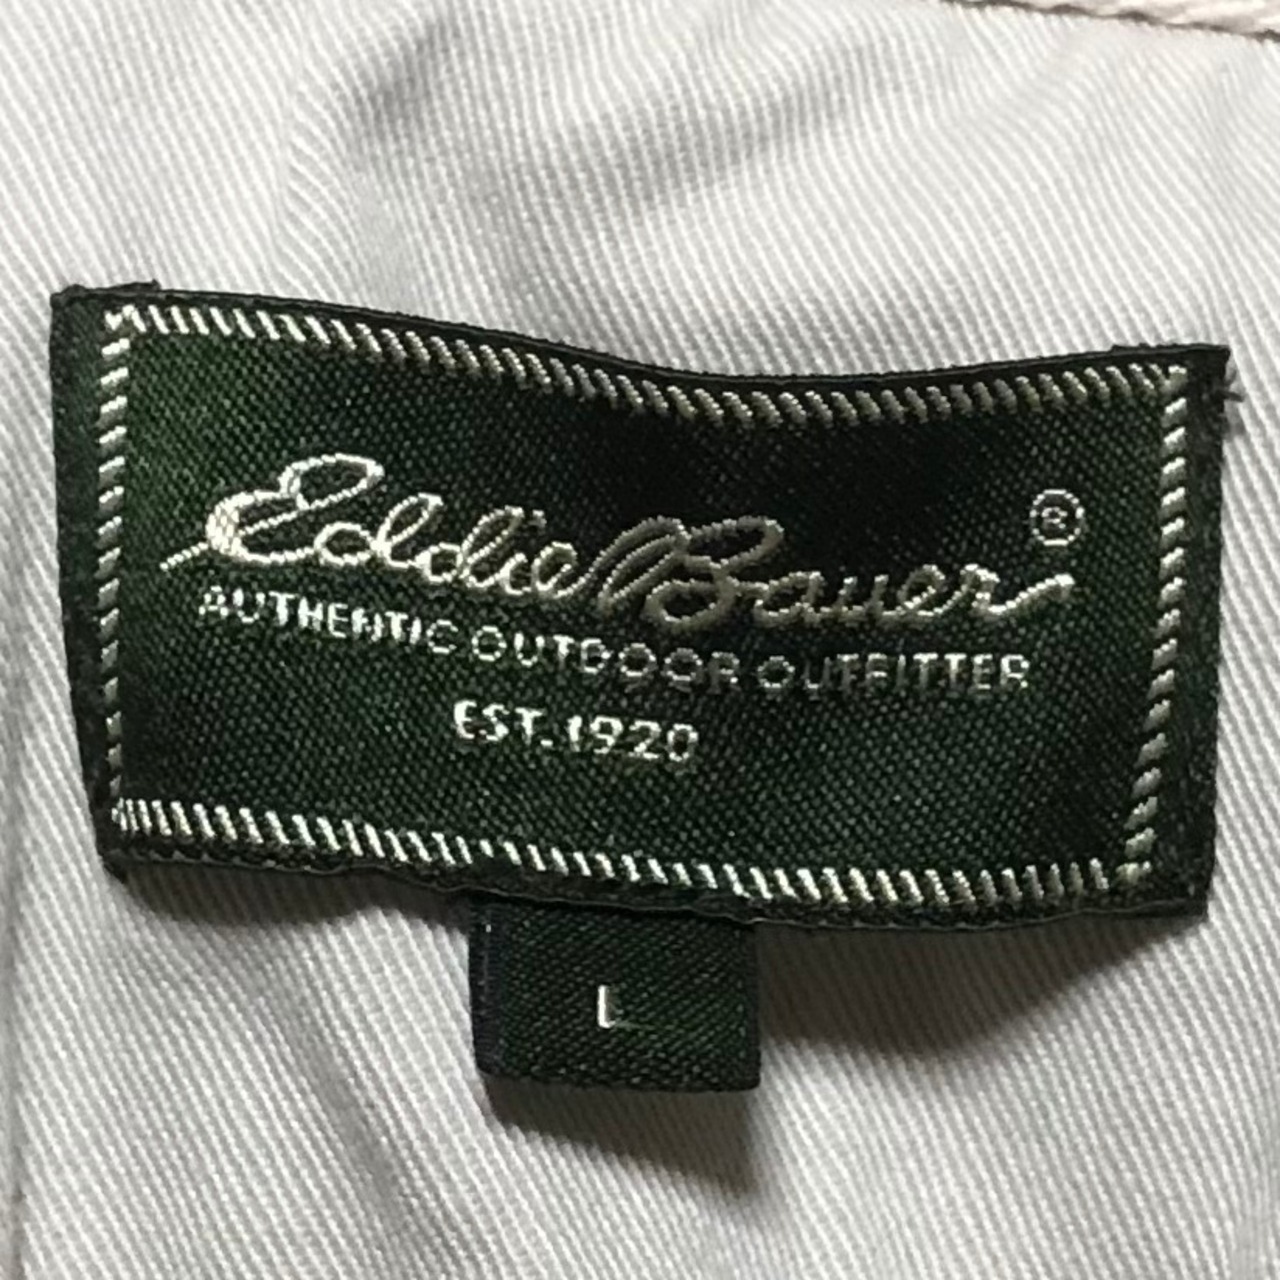 Eddie Bauer®
AUTHENTIC OUTDOOR OUTFITTER
EST. 1920
L